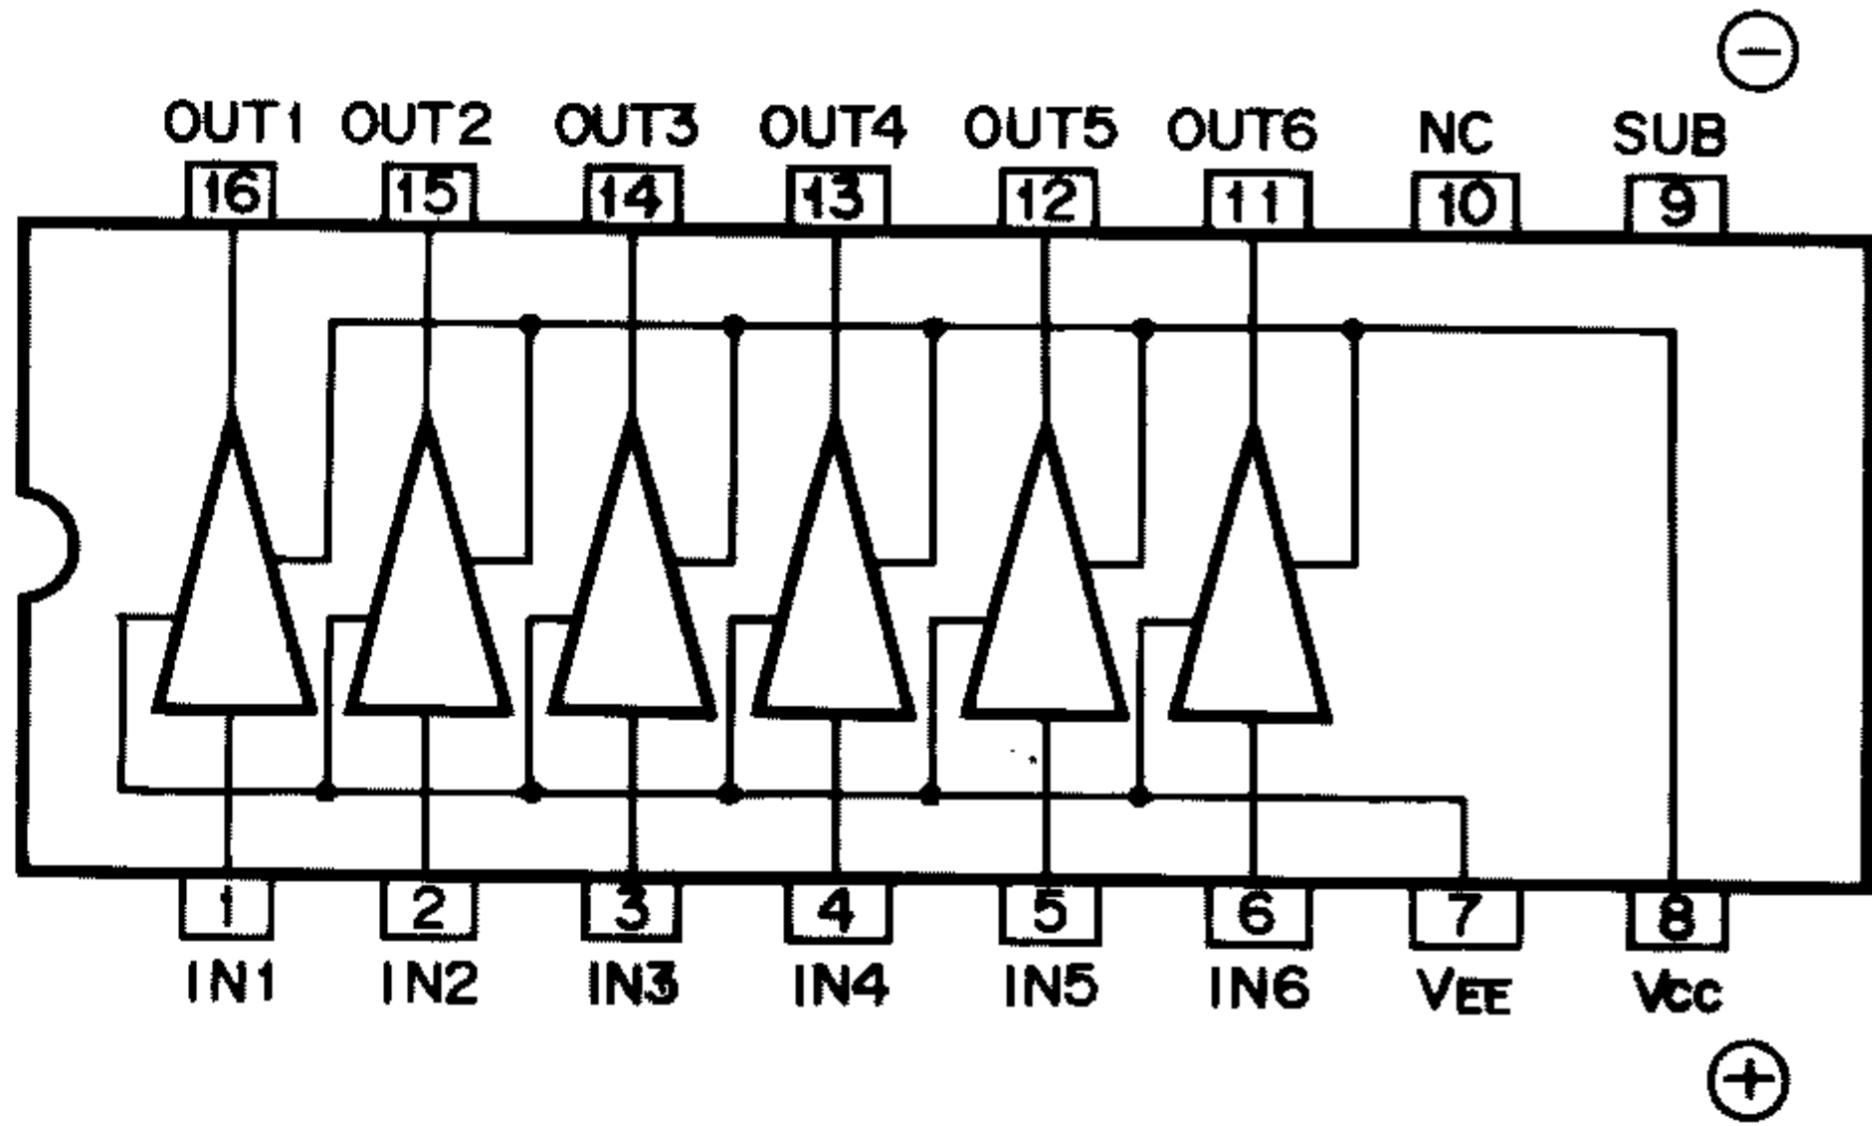 ⊖
OUT1 OUT2 OUT3 OUT4 OUT5 OUT6 NC SUB
16 15 14 13 12 11 10 9
1 2 3 4 5 6 7 8
IN1 IN2 IN3 IN4 IN5 IN6 VEE VCC
⊕